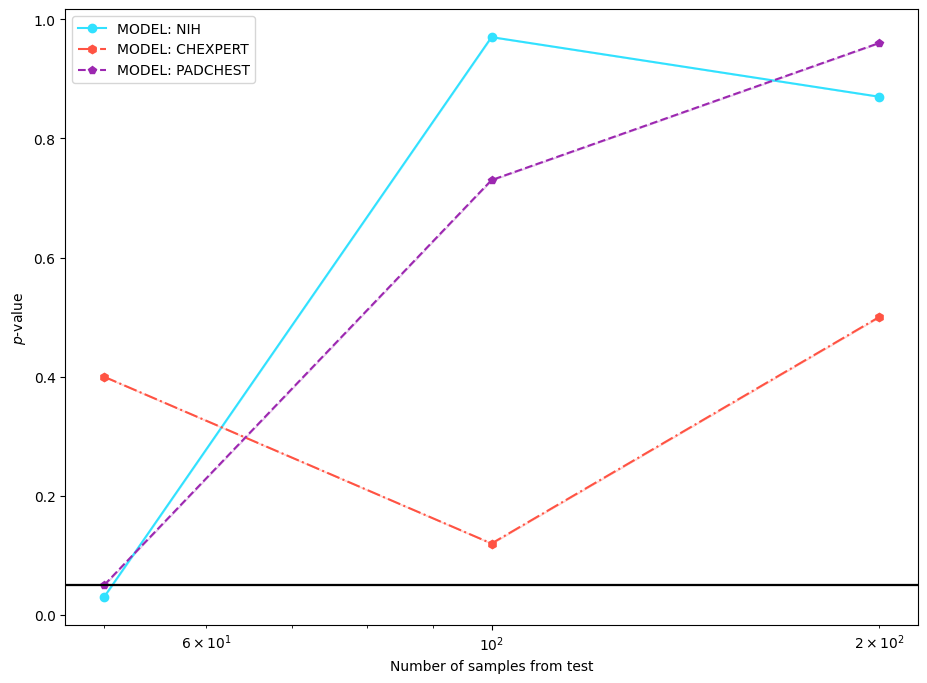 MODEL: NIH
MODEL: CHEXPERT
MODEL: PADCHEST
1.0
0.8
0.6
0.4
0.2
0.0
p-value
6 × 10¹
10²
2 × 10²
Number of samples from test